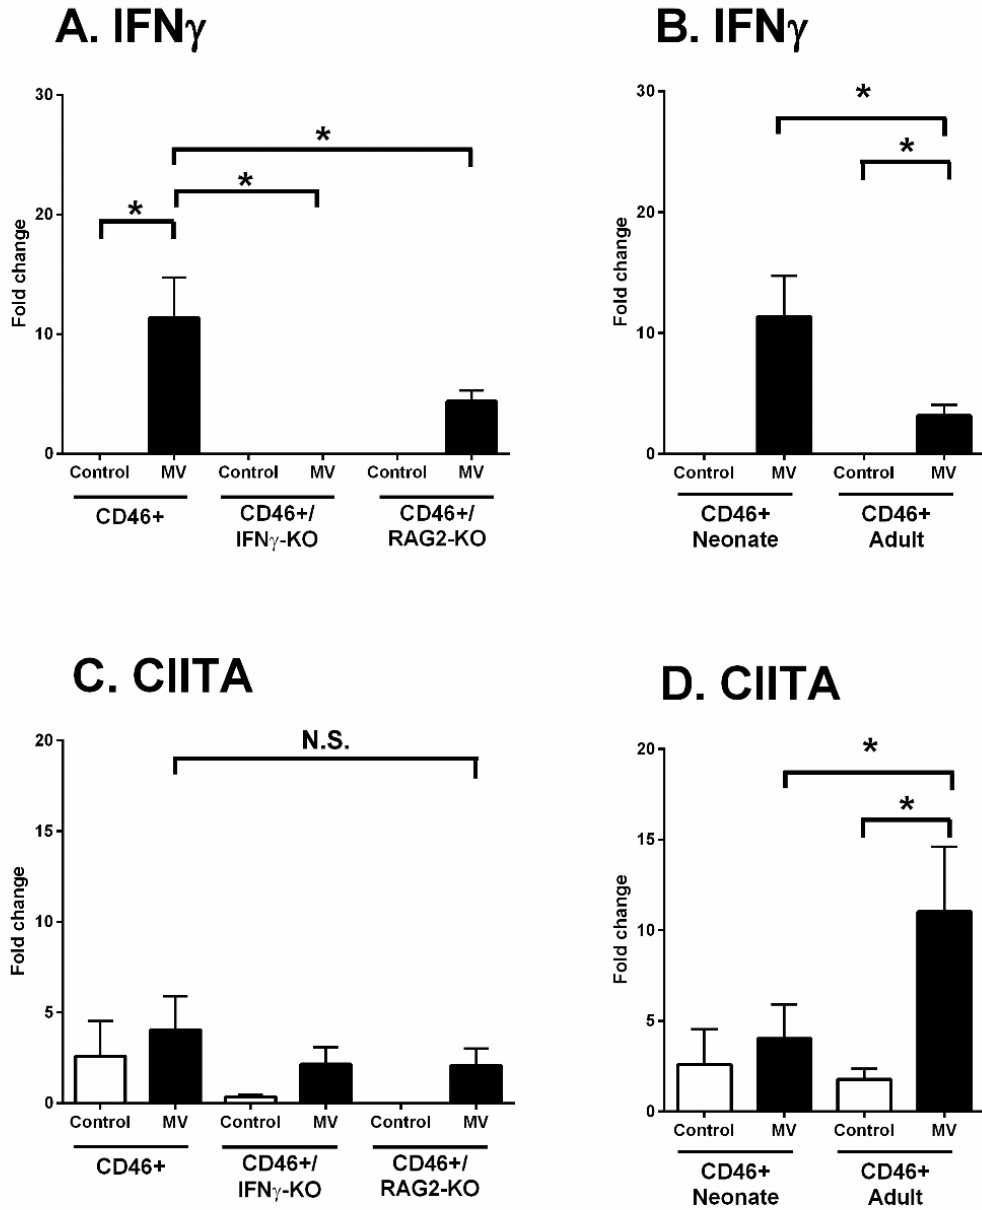 A. IFNγ
30
20
10
0
Fold change
*
*
*
Control MV Control MV Control MV
CD46+ CD46+/ CD46+/
IFNγ-KO RAG2-KO
B. IFNγ
30
20
10
0
Fold change
*
*
Control MV Control MV
CD46+ CD46+
Neonate Adult
C. CIITA
20
15
10
5
0
Fold change
N.S.
Control MV Control MV Control MV
CD46+ CD46+/ CD46+/
IFNγ-KO RAG2-KO
D. CIITA
20
15
10
5
0
Fold change
*
*
Control MV Control MV
CD46+ CD46+
Neonate Adult